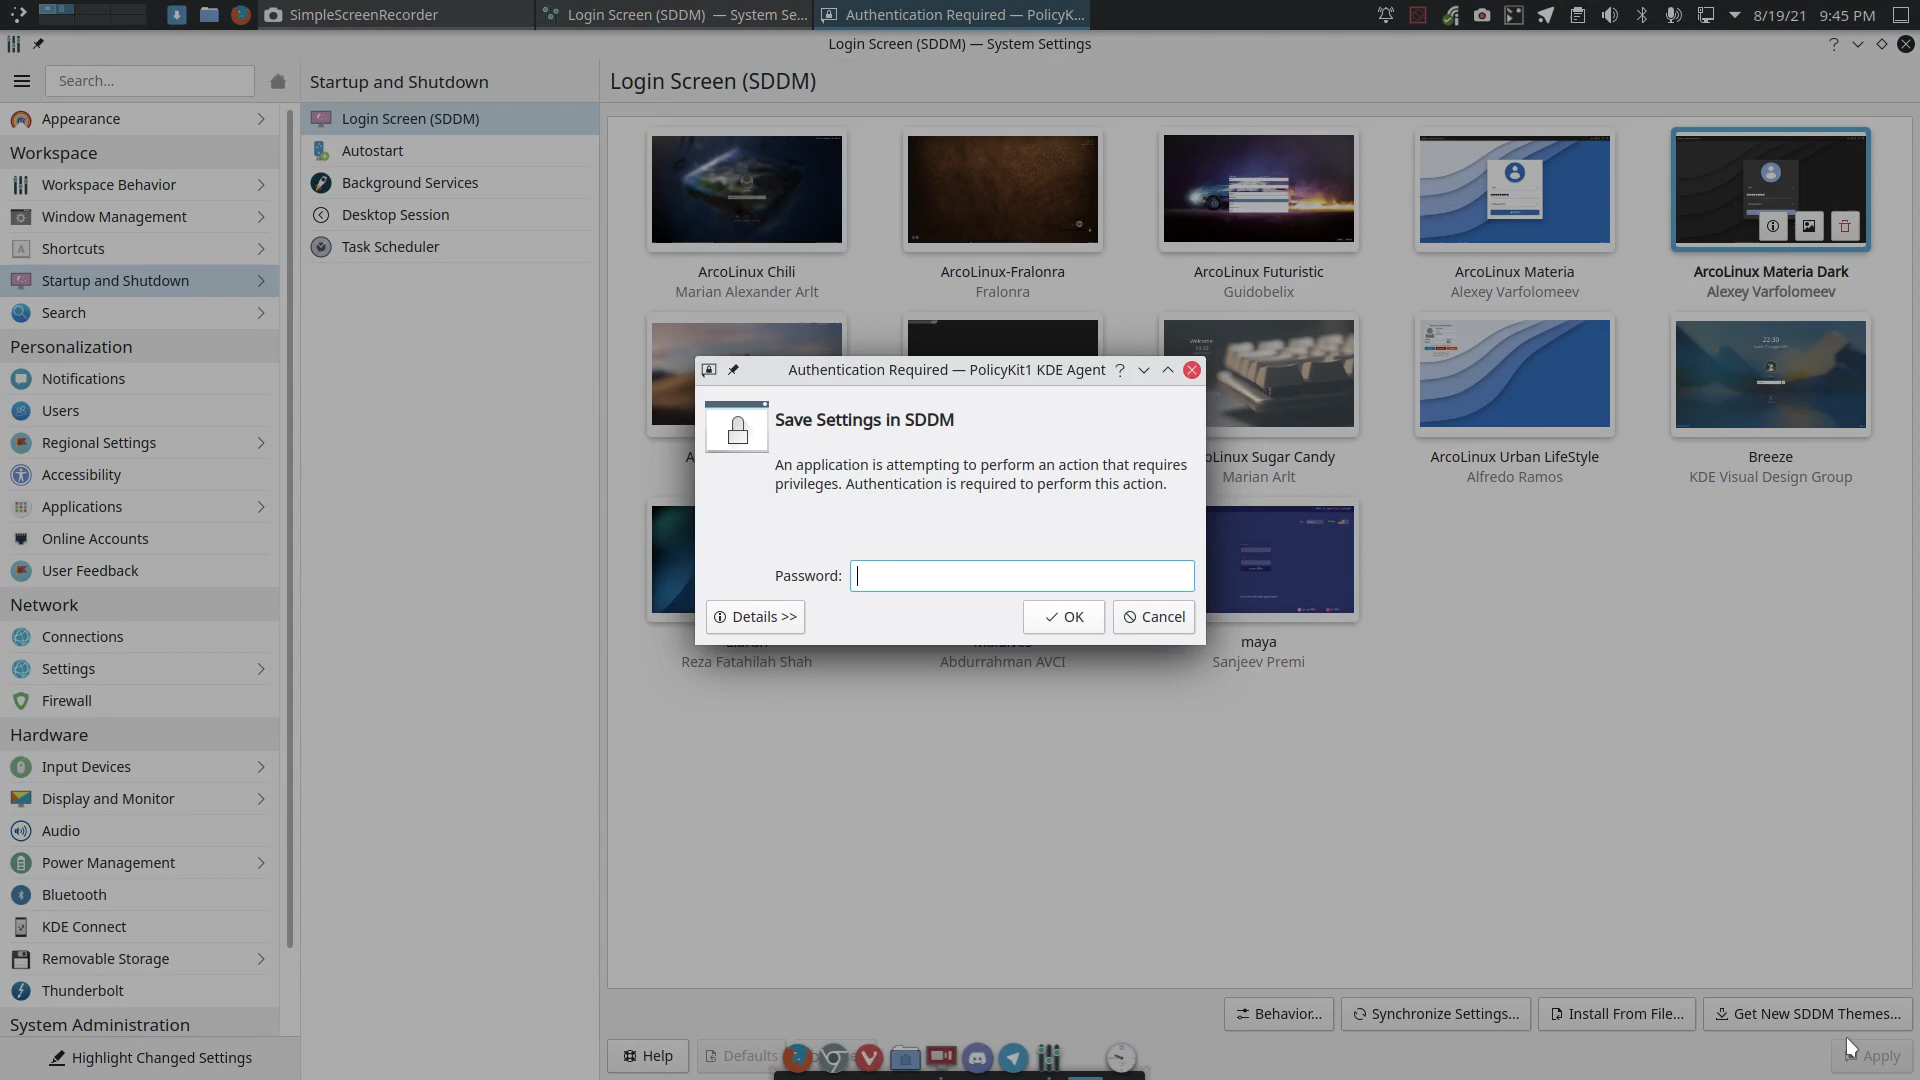 SimpleScreenRecorder
Login Screen (SDDM) — System Se...
Authentication Required — PolicyK...
8/19/21 9:45 PM
Login Screen (SDDM) — System Settings
Search...
Startup and Shutdown
Login Screen (SDDM)
Appearance
Workspace
Workspace Behavior
Window Management
Shortcuts
Startup and Shutdown
Search
Personalization
Notifications
Users
Regional Settings
Accessibility
Applications
Online Accounts
User Feedback
Network
Connections
Settings
Firewall
Hardware
Input Devices
Display and Monitor
Audio
Power Management
Bluetooth
KDE Connect
Removable Storage
Thunderbolt
System Administration
Highlight Changed Settings
Login Screen (SDDM)
Autostart
Background Services
Desktop Session
Task Scheduler
ArcoLinux Chili
Marian Alexander Arlt
ArcoLinux-Fralonra
Fralonra
ArcoLinux Futuristic
Guidobelix
ArcoLinux Materia
Alexey Varfolomeev
ArcoLinux Materia Dark
Alexey Varfolomeev
Sugar Candy
Marian Arlt
ArcoLinux Urban LifeStyle
Alfredo Ramos
Breeze
KDE Visual Design Group
22:30
Reza Fatahilah Shah
Abdurrahman AVCI
maya
Sanjeev Premi
Authentication Required — PolicyKit1 KDE Agent
Save Settings in SDDM
An application is attempting to perform an action that requires
privileges. Authentication is required to perform this action.
Password:
Details >>
OK
Cancel
Behavior...
Synchronize Settings...
Install From File...
Get New SDDM Themes...
Help
Defaults
Apply